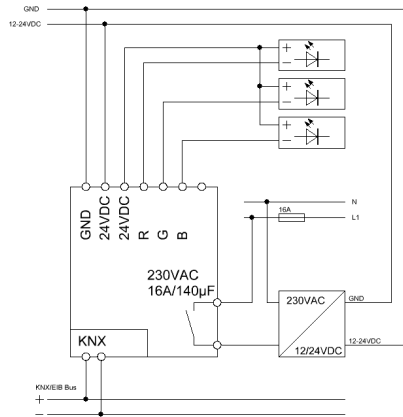 GND
12-24VDC
+
−
+
−
+
−
GND
24VDC
24VDC
R
G
B
N
16A
L1
230VAC
16A/140µF
230VAC
GND
12/24VDC
12-24VDC
KNX
KNX/EIB Bus
+
−